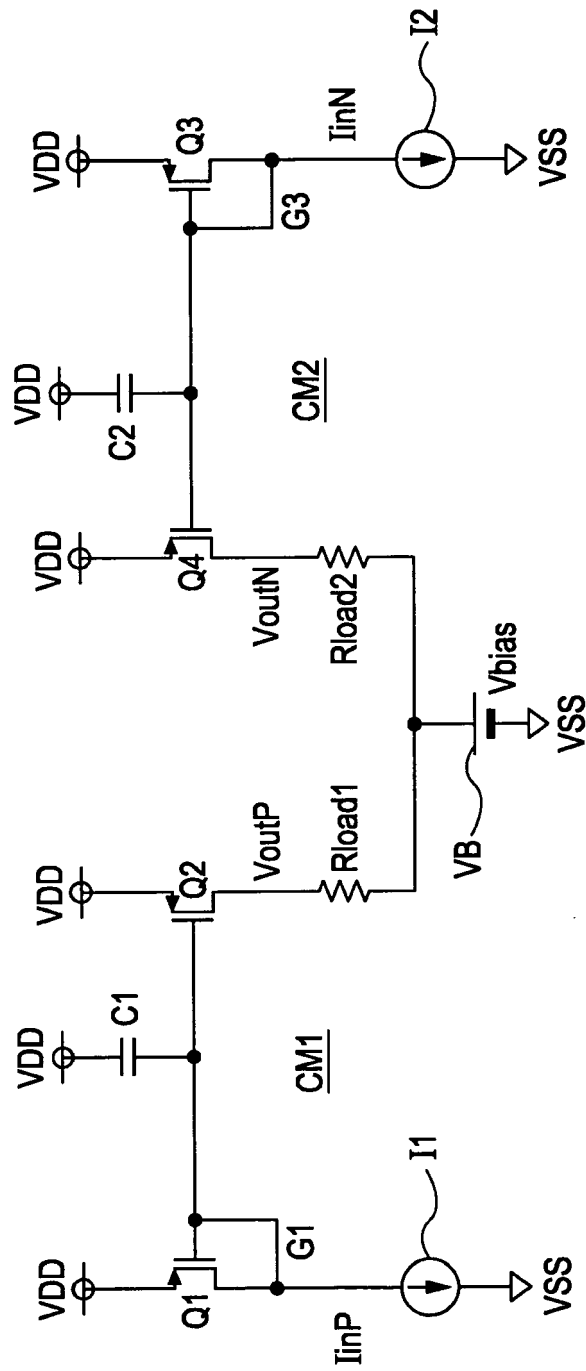 VDD
VDD
VDD
VDD
VDD
VDD
C1
C2
Q1
Q2
Q4
Q3
G1
G3
CM1
CM2
VoutP
VoutN
IinP
IinN
Rload1
Rload2
I1
I2
VB
Vbias
VSS
VSS
VSS